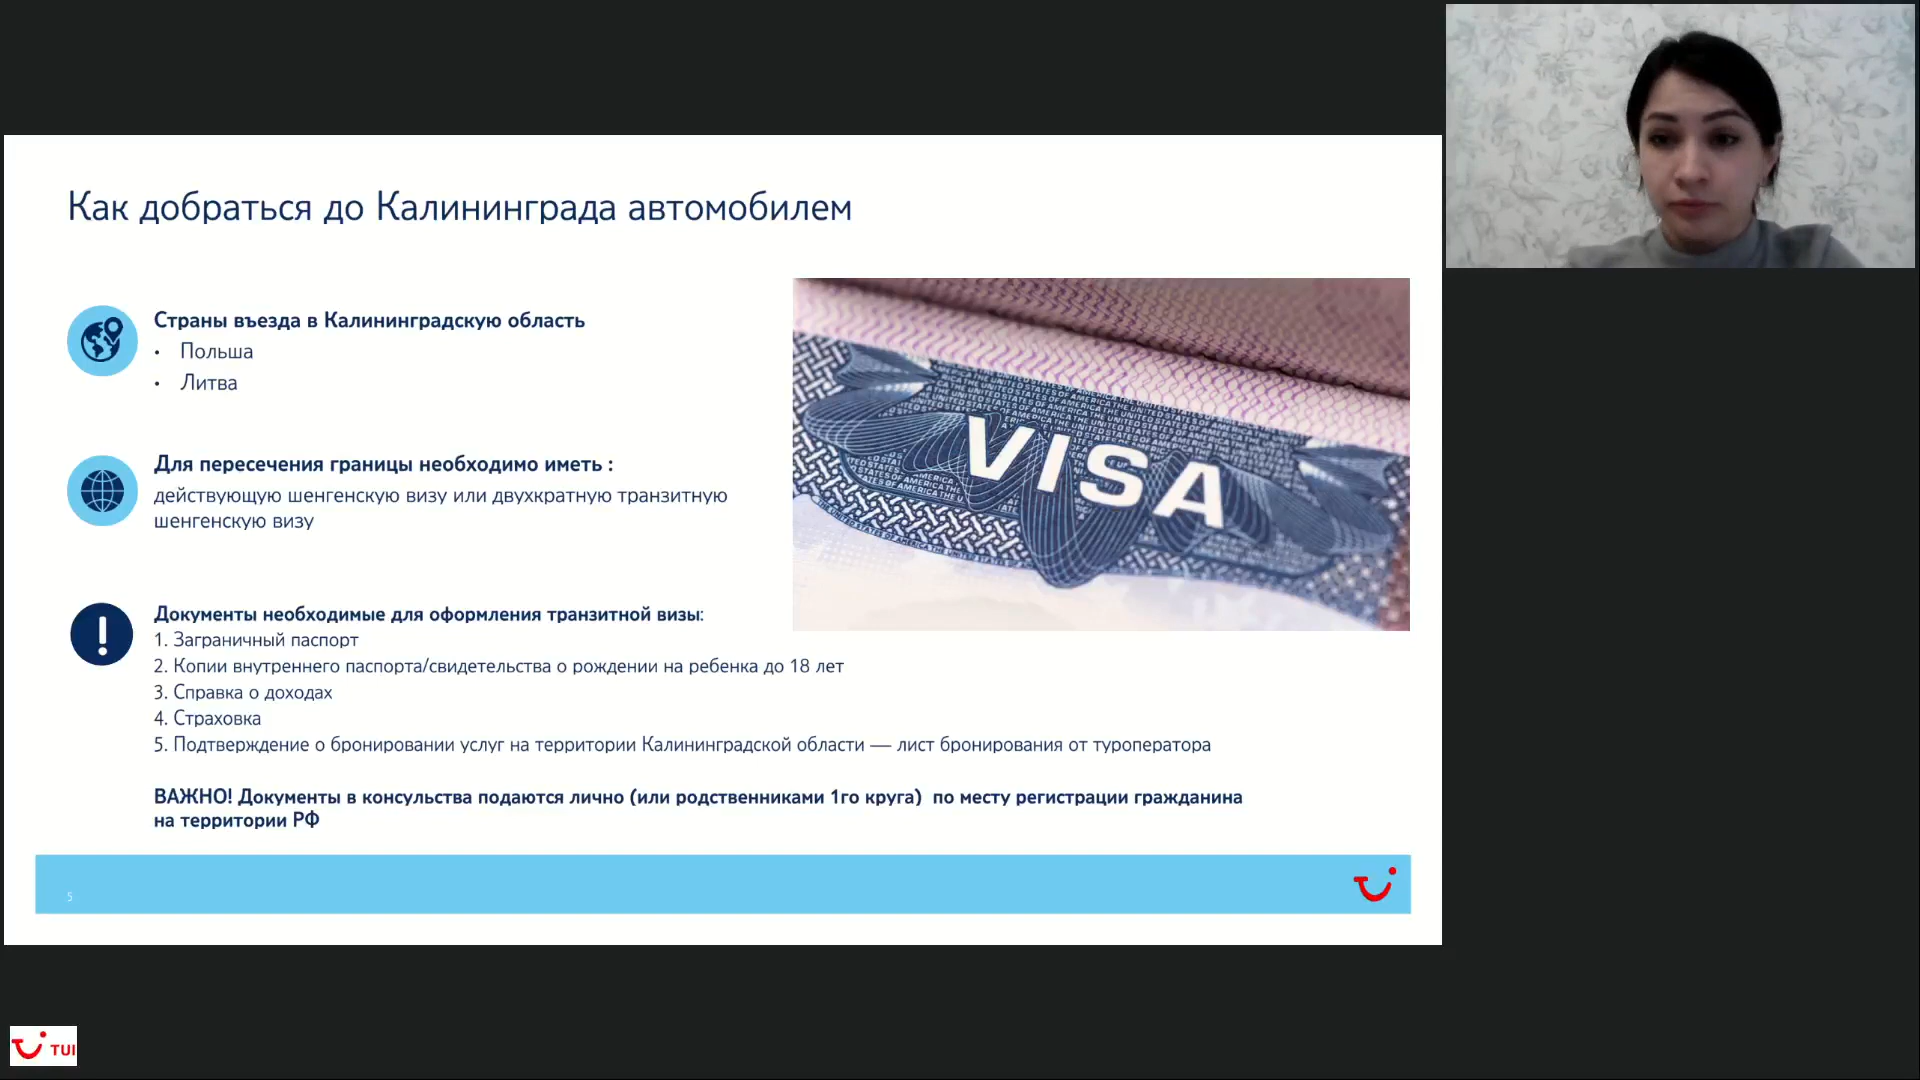 Как добраться до Калининграда автомобилем
Страны въезда в Калининградскую область
• Польша
• Литва
Для пересечения границы необходимо иметь :
действующую шенгенскую визу или двухкратную транзитную
шенгенскую визу
VISA
Документы необходимые для оформления транзитной визы:
1. Заграничный паспорт
2. Копии внутреннего паспорта/свидетельства о рождении на ребенка до 18 лет
3. Справка о доходах
4. Страховка
5. Подтверждение о бронировании услуг на территории Калининградской области — лист бронирования от туроператора
ВАЖНО! Документы в консульства подаются лично (или родственниками 1го круга) по месту регистрации гражданина
на территории РФ
5
TUI